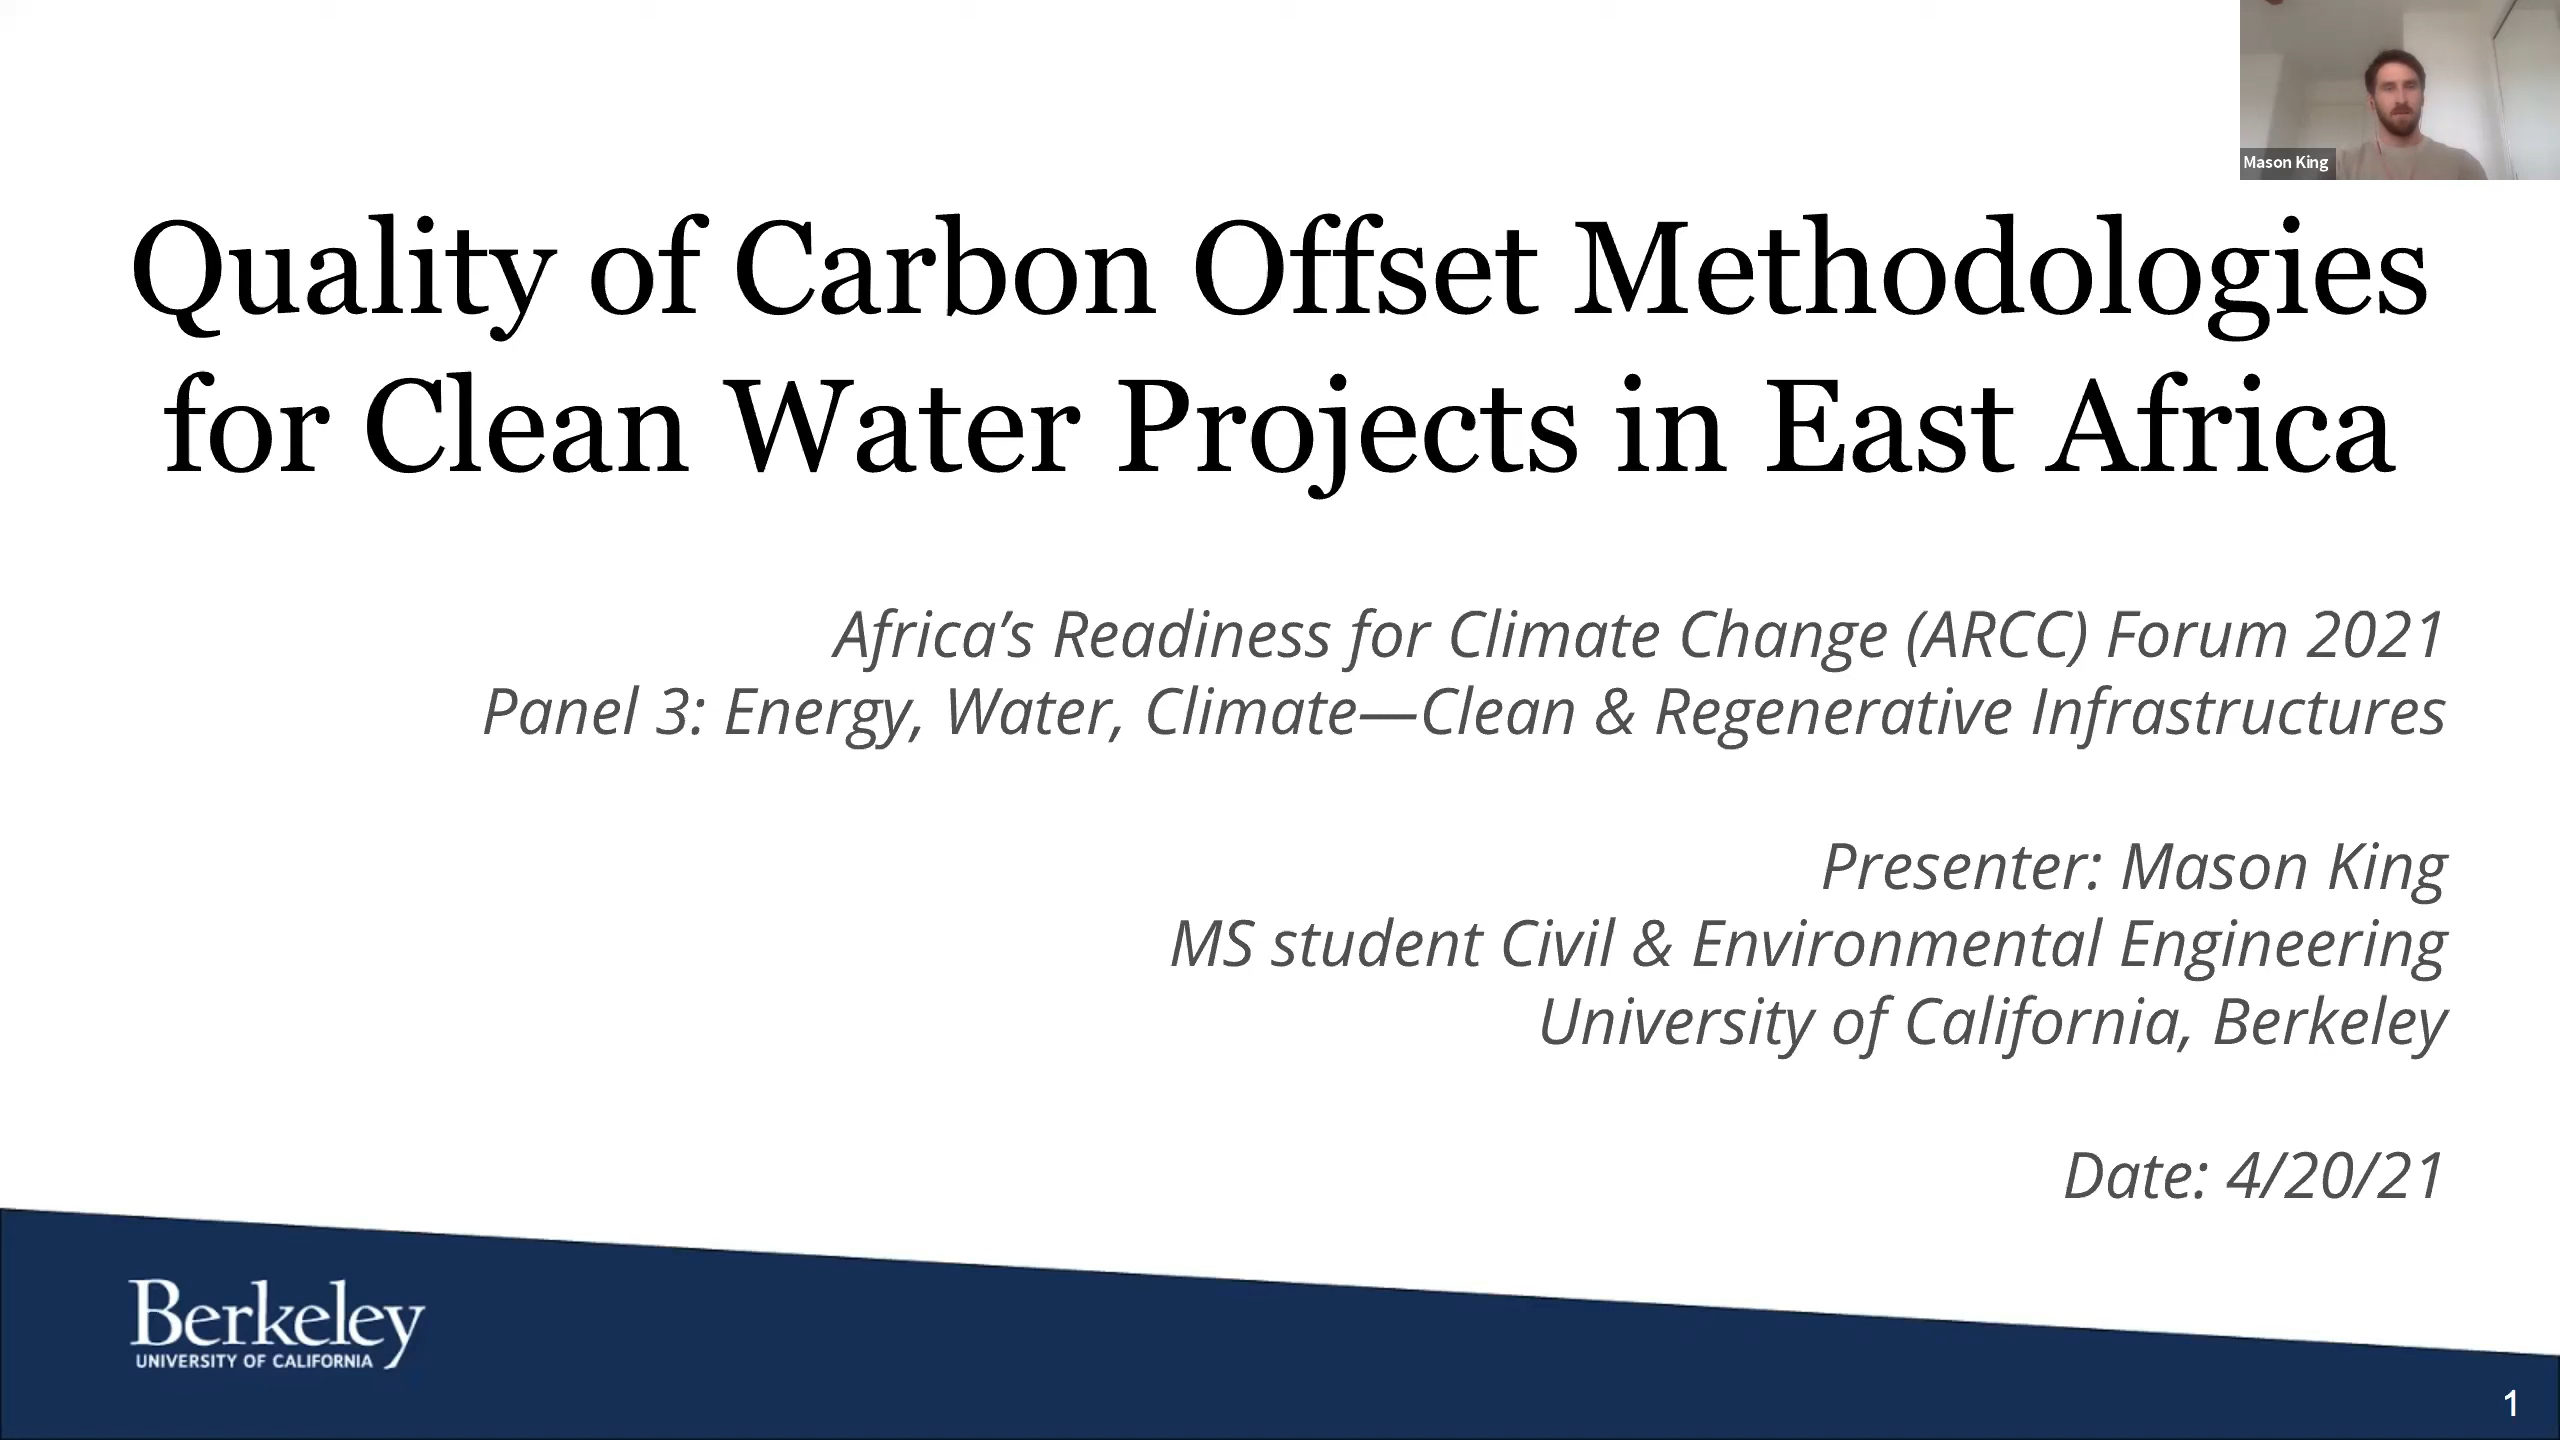 Mason King
Quality of Carbon Offset Methodologies
for Clean Water Projects in East Africa
Africa’s Readiness for Climate Change (ARCC) Forum 2021
Panel 3: Energy, Water, Climate—Clean & Regenerative Infrastructures
Presenter: Mason King
MS student Civil & Environmental Engineering
University of California, Berkeley
Date: 4/20/21
Berkeley
UNIVERSITY OF CALIFORNIA
1